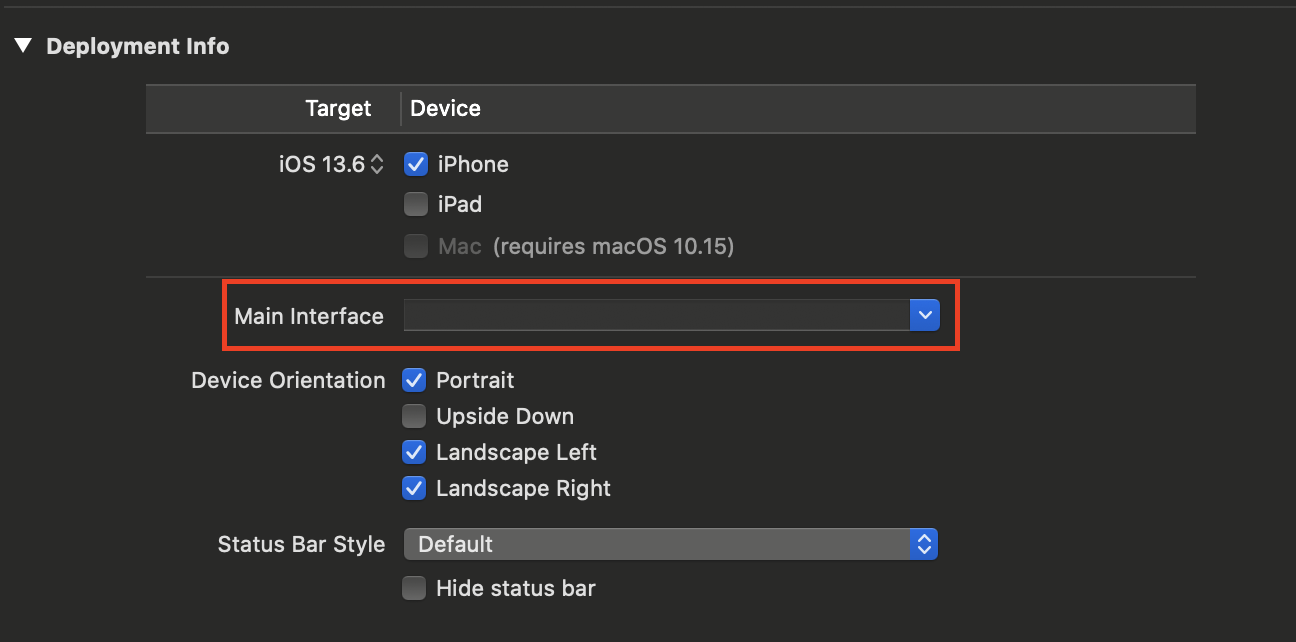 Deployment Info
Target Device
iOS 13.6 iPhone
iPad
Mac (requires macOS 10.15)
Main Interface
Device Orientation Portrait
Upside Down
Landscape Left
Landscape Right
Status Bar Style Default
Hide status bar